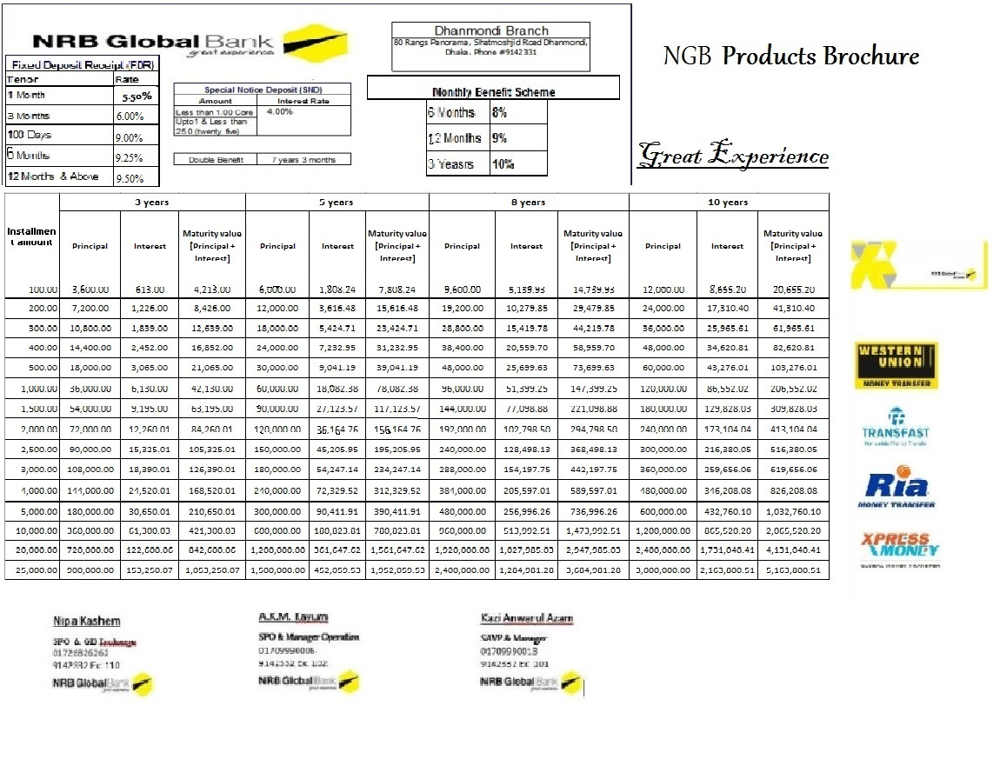 NRB Global Bank
great experience
Dhanmondi Branch
80 Rangs Panorama, Shatmoshjid Road Dhanmondi,
Dhaka. Phone #9142331
NGB Products Brochure
Great Experience
Fixed Deposit Receipt (FDR)
Tenor Rate
1 Month 5.50%
3 Months 6.00%
100 Days 9.00%
6 Months 9.25%
12 Months & Above 9.50%
Special Notice Deposit (SND)
Amount Interest Rate
Less than 1.00 Core 4.00%
Upto1 & Less than
25.0 (twenty five)
Double Benefit 7 years 3 months
Monthly Benefit Scheme
6 Months 8%
12 Months 9%
3 Yeasrs 10%
3 years 5 years 8 years 10 years
Installmen
t amount
Principal Interest Maturity value [Principal + Interest] Principal Interest Maturity value [Principal + Interest] Principal Interest Maturity value [Principal + Interest] Principal Interest Maturity value [Principal + Interest]
100.00 3,600.00 613.00 4,213.00 6,000.00 1,808.24 7,808.24 9,600.00 5,139.93 14,739.93 12,000.00 8,655.20 20,655.20
200.00 7,200.00 1,226.00 8,426.00 12,000.00 3,616.48 15,616.48 19,200.00 10,279.85 29,479.85 24,000.00 17,310.40 41,310.40
300.00 10,800.00 1,839.00 12,639.00 18,000.00 5,424.71 23,424.71 28,800.00 15,419.78 44,219.78 36,000.00 25,965.61 61,965.61
400.00 14,400.00 2,452.00 16,852.00 24,000.00 7,232.95 31,232.95 38,400.00 20,559.70 58,959.70 48,000.00 34,620.81 82,620.81
500.00 18,000.00 3,065.00 21,065.00 30,000.00 9,041.19 39,041.19 48,000.00 25,699.63 73,699.63 60,000.00 43,276.01 103,276.01
1,000.00 36,000.00 6,130.00 42,130.00 60,000.00 18,082.38 78,082.38 96,000.00 51,399.25 147,399.25 120,000.00 86,552.02 206,552.02
1,500.00 54,000.00 9,195.00 63,195.00 90,000.00 27,123.57 117,123.57 144,000.00 77,098.88 221,098.88 180,000.00 129,828.03 309,828.03
2,000.00 72,000.00 12,260.01 84,260.01 120,000.00 36,164.76 156,164.76 192,000.00 102,798.50 294,798.50 240,000.00 173,104.04 413,104.04
2,500.00 90,000.00 15,325.01 105,325.01 150,000.00 45,205.95 195,205.95 240,000.00 128,498.13 368,498.13 300,000.00 216,380.05 516,380.05
3,000.00 108,000.00 18,390.01 126,390.01 180,000.00 54,247.14 234,247.14 288,000.00 154,197.75 442,197.75 360,000.00 259,656.06 619,656.06
4,000.00 144,000.00 24,520.01 168,520.01 240,000.00 72,329.52 312,329.52 384,000.00 205,597.01 589,597.01 480,000.00 346,208.08 826,208.08
5,000.00 180,000.00 30,650.01 210,650.01 300,000.00 90,411.91 390,411.91 480,000.00 256,996.26 736,996.26 600,000.00 432,760.10 1,032,760.10
10,000.00 360,000.00 61,300.03 421,300.03 600,000.00 180,823.81 780,823.81 960,000.00 513,992.51 1,473,992.51 1,200,000.00 865,520.20 2,065,520.20
20,000.00 720,000.00 122,600.06 842,600.06 1,200,000.00 361,647.62 1,561,647.62 1,920,000.00 1,027,985.03 2,947,985.03 2,400,000.00 1,731,040.41 4,131,040.41
25,000.00 900,000.00 153,250.07 1,053,250.07 1,500,000.00 452,059.53 1,952,059.53 2,400,000.00 1,284,981.28 3,684,981.28 3,000,000.00 2,163,800.51 5,163,800.51
NRB Global Bank
WESTERN
UNION
MONEY TRANSFER
TRANSFAST
Ria
MONEY TRANSFER
XPRESS
MONEY
Nipa Kashem
SPO & GD
01726826262
9142332 Ex: 110
NRB Global Bank
A.K.M. Kayum
SPO & Manager Operation
01709990006
9142332 Ex: 102
NRB Global Bank
Kazi Anwarul Azam
SAVP & Manager
01709990013
9142332 Ex: 101
NRB Global Bank